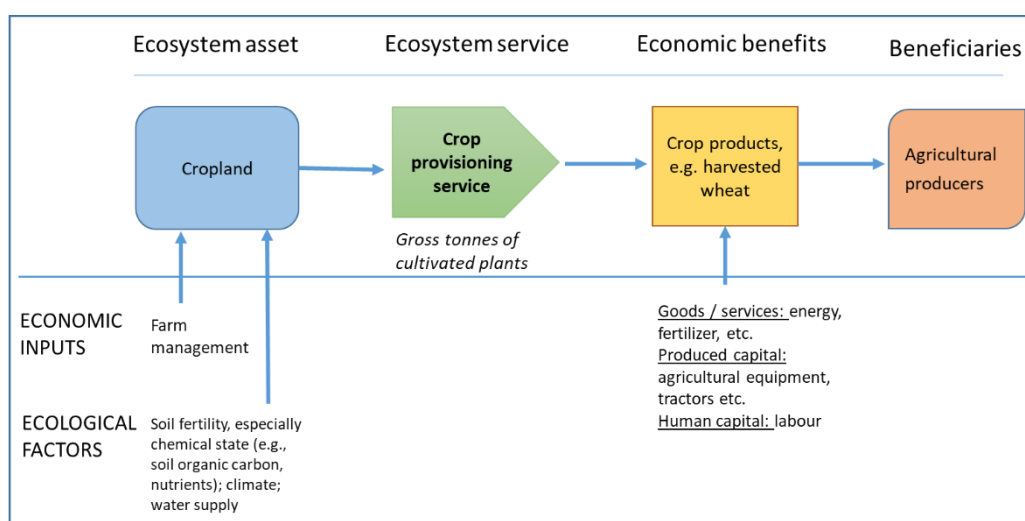 Ecosystem asset
Ecosystem service
Economic benefits
Beneficiaries
Cropland
Crop
provisioning
service
Crop products,
e.g. harvested
wheat
Agricultural
producers
Gross tonnes of
cultivated plants
ECONOMIC
INPUTS
Farm
management
Goods / services: energy,
fertilizer, etc.
Produced capital:
agricultural equipment,
tractors etc.
Human capital: labour
ECOLOGICAL
FACTORS
Soil fertility, especially
chemical state (e.g.,
soil organic carbon,
nutrients); climate;
water supply